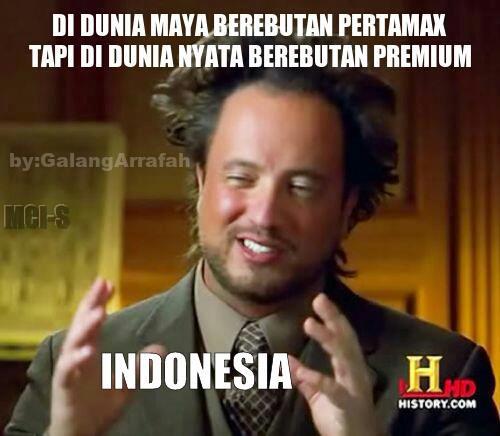 DI DUNIA MAYA BEREBUTAN PERTAMAX
TAPI DI DUNIA NYATA BEREBUTAN PREMIUM
by:GalangArrafah
MCI-S
INDONESIA
H HD
HISTORY.COM